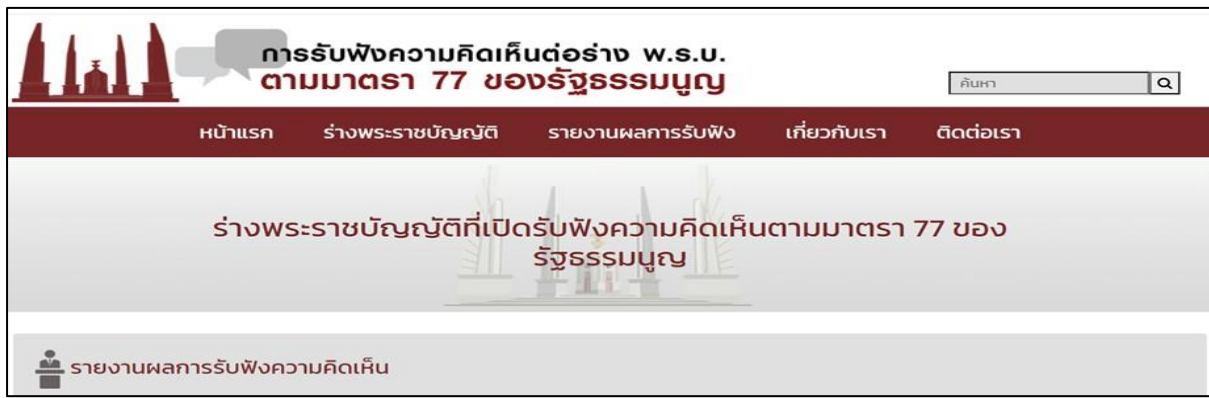 การรับฟังความคิดเห็นต่อร่าง พ.ร.บ.
ตามมาตรา 77 ของรัฐธรรมนูญ
ค้นหา
หน้าแรก ร่างพระราชบัญญัติ รายงานผลการรับฟัง เกี่ยวกับเรา ติดต่อเรา
ร่างพระราชบัญญัติที่เปิดรับฟังความคิดเห็นตามมาตรา 77 ของ
รัฐธรรมนูญ
รายงานผลการรับฟังความคิดเห็น